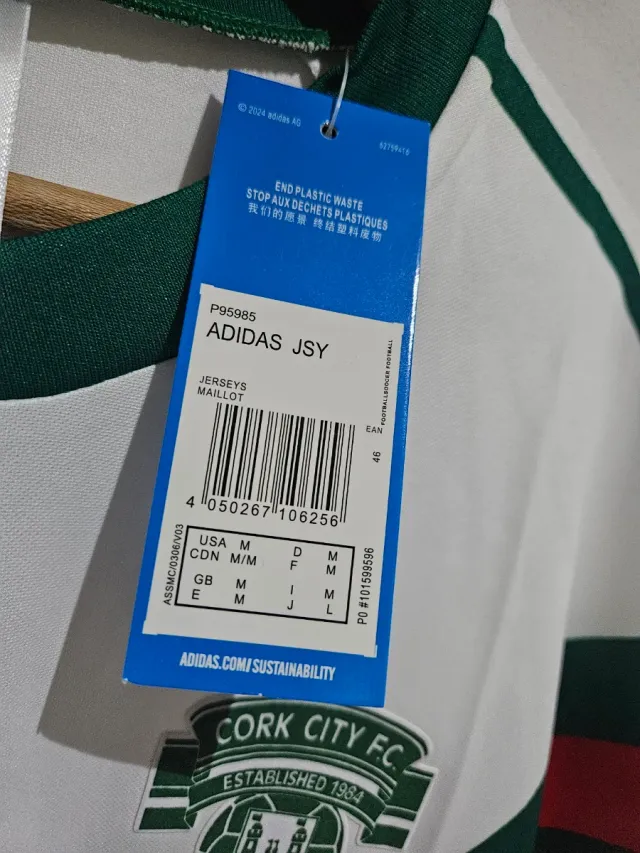 © 2024 adidas AG
62759416
END PLASTIC WASTE
STOP AUX DECHETS PLASTIQUES
我们的愿景 终结塑料废物
P95985
ADIDAS JSY
JERSEYS
MAILLOT
FOOTBALL/SOCCER FOOTBALL
EAN
46
4 050267 106256
USA M D M
CDN M/M F M
GB M I M
E M J L
ASSMC/0306/V03
PO #101599596
ADIDAS.COM/SUSTAINABILITY
CORK CITY F.C.
ESTABLISHED 1984